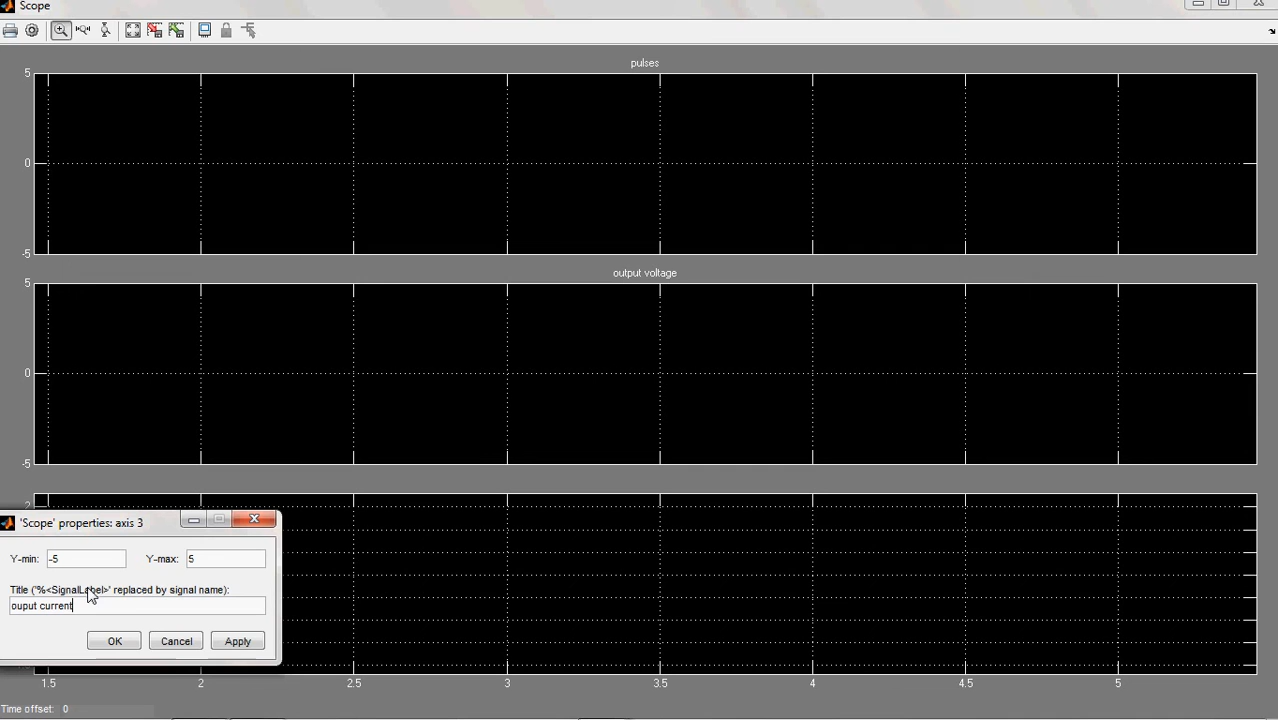 Scope
pulses
5
0
-5
output voltage
5
0
-5
2
'Scope' properties: axis 3
Y-min: -5 Y-max: 5
Title ('%<SignalLabel>' replaced by signal name):
ouput current
OK Cancel Apply
1.5 2 2.5 3 3.5 4 4.5 5
Time offset: 0